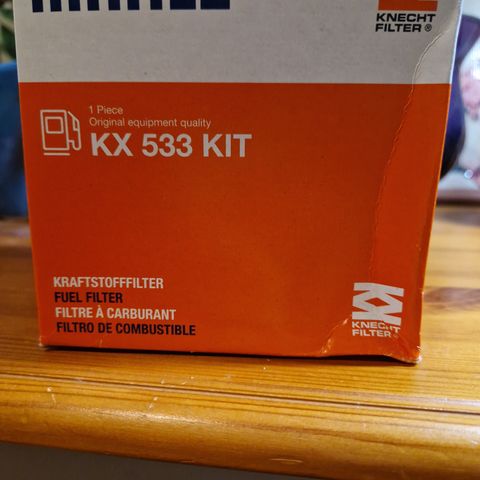 MAHLE
KNECHT
FILTER®
1 Piece
Original equipment quality
KX 533 KIT
KRAFTSTOFFFILTER
FUEL FILTER
FILTRE À CARBURANT
FILTRO DE COMBUSTIBLE
KNECHT
FILTER